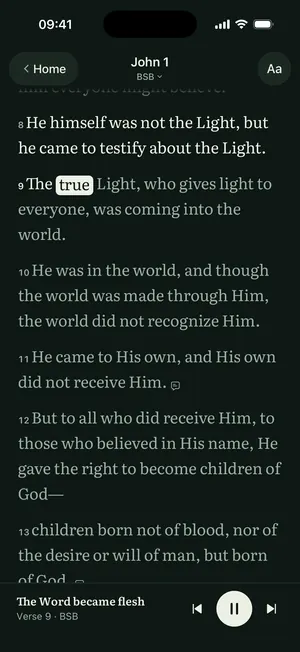 09:41
Home
John 1
BSB
Aa
him everyone might believe.
8 He himself was not the Light, but
he came to testify about the Light.
9 The true Light, who gives light to
everyone, was coming into the
world.
10 He was in the world, and though
the world was made through Him,
the world did not recognize Him.
11 He came to His own, and His own
did not receive Him.
12 But to all who did receive Him, to
those who believed in His name, He
gave the right to become children of
God—
13 children born not of blood, nor of
the desire or will of man, but born
of God.
The Word became flesh
Verse 9 · BSB